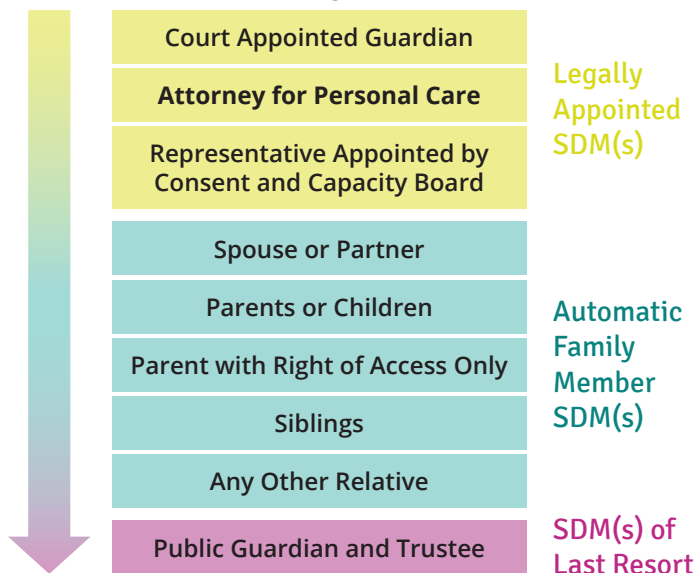 Court Appointed Guardian
Attorney for Personal Care
Representative Appointed by
Consent and Capacity Board
Legally
Appointed
SDM(s)
Spouse or Partner
Parents or Children
Parent with Right of Access Only
Siblings
Any Other Relative
Automatic
Family
Member
SDM(s)
Public Guardian and Trustee
SDM(s) of
Last Resort